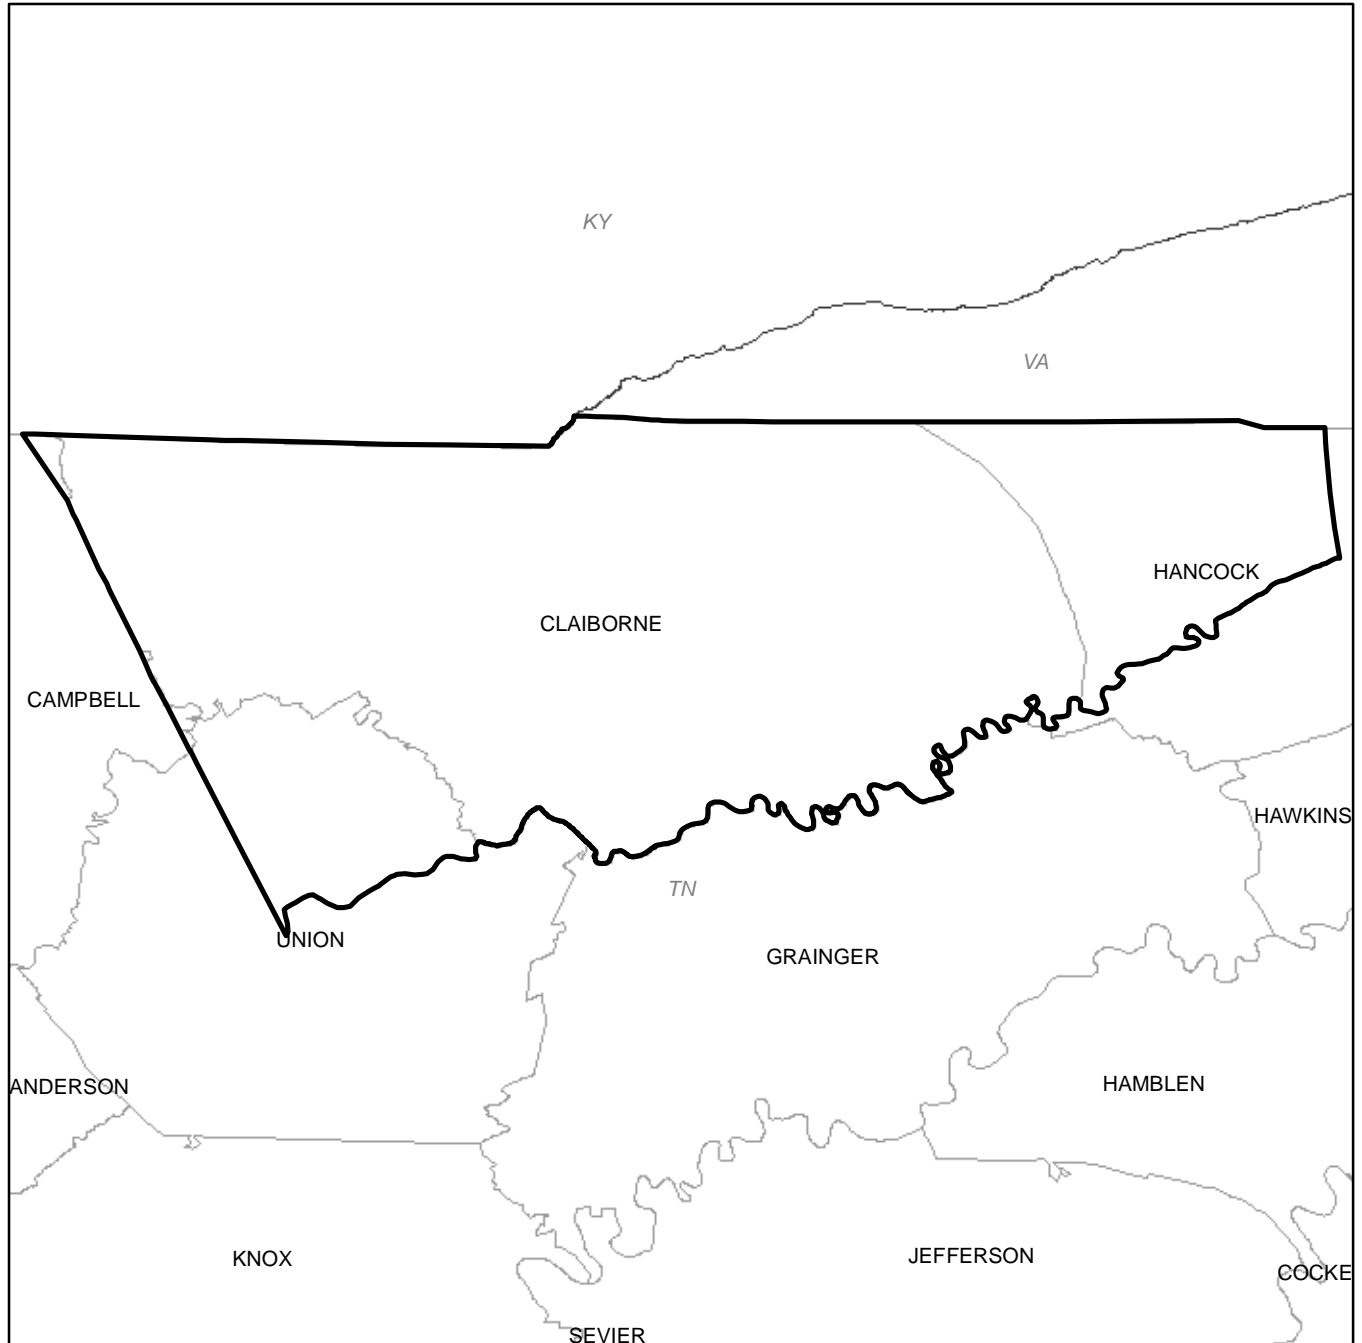 KY
VA
HANCOCK
CLAIBORNE
CAMPBELL
HAWKINS
TN
UNION
GRAINGER
ANDERSON
HAMBLEN
KNOX
JEFFERSON
COCKE
SEVIER